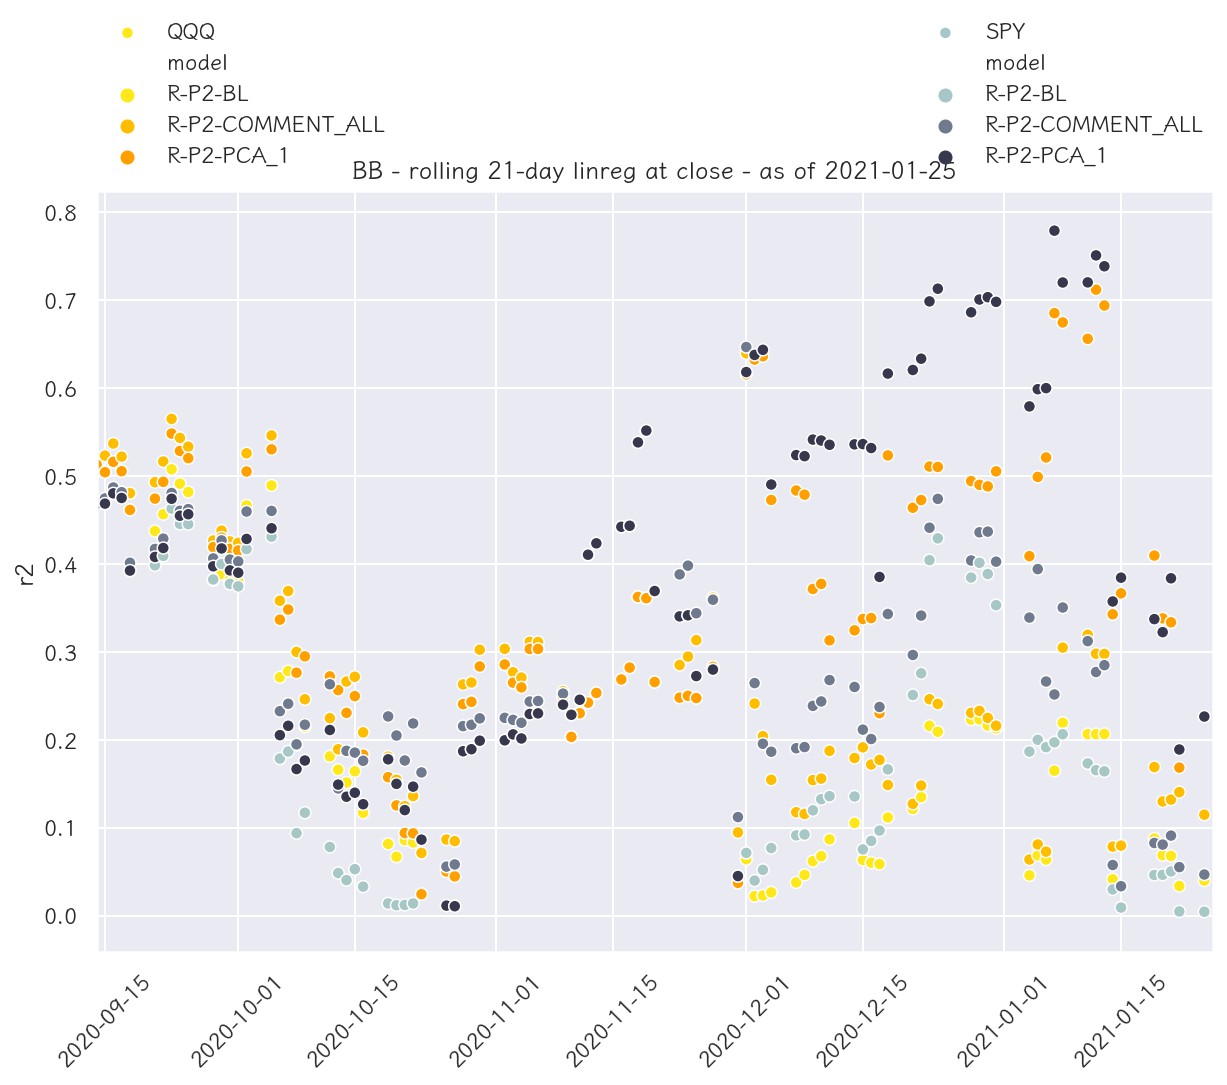 QQQ
model
R-P2-BL
R-P2-COMMENT_ALL
R-P2-PCA_1
SPY
model
R-P2-BL
R-P2-COMMENT_ALL
R-P2-PCA_1
BB - rolling 21-day linreg at close - as of 2021-01-25
0.8
0.7
0.6
0.5
0.4
0.3
0.2
0.1
0.0
r2
2020-09-15
2020-10-01
2020-10-15
2020-11-01
2020-11-15
2020-12-01
2020-12-15
2021-01-01
2021-01-15